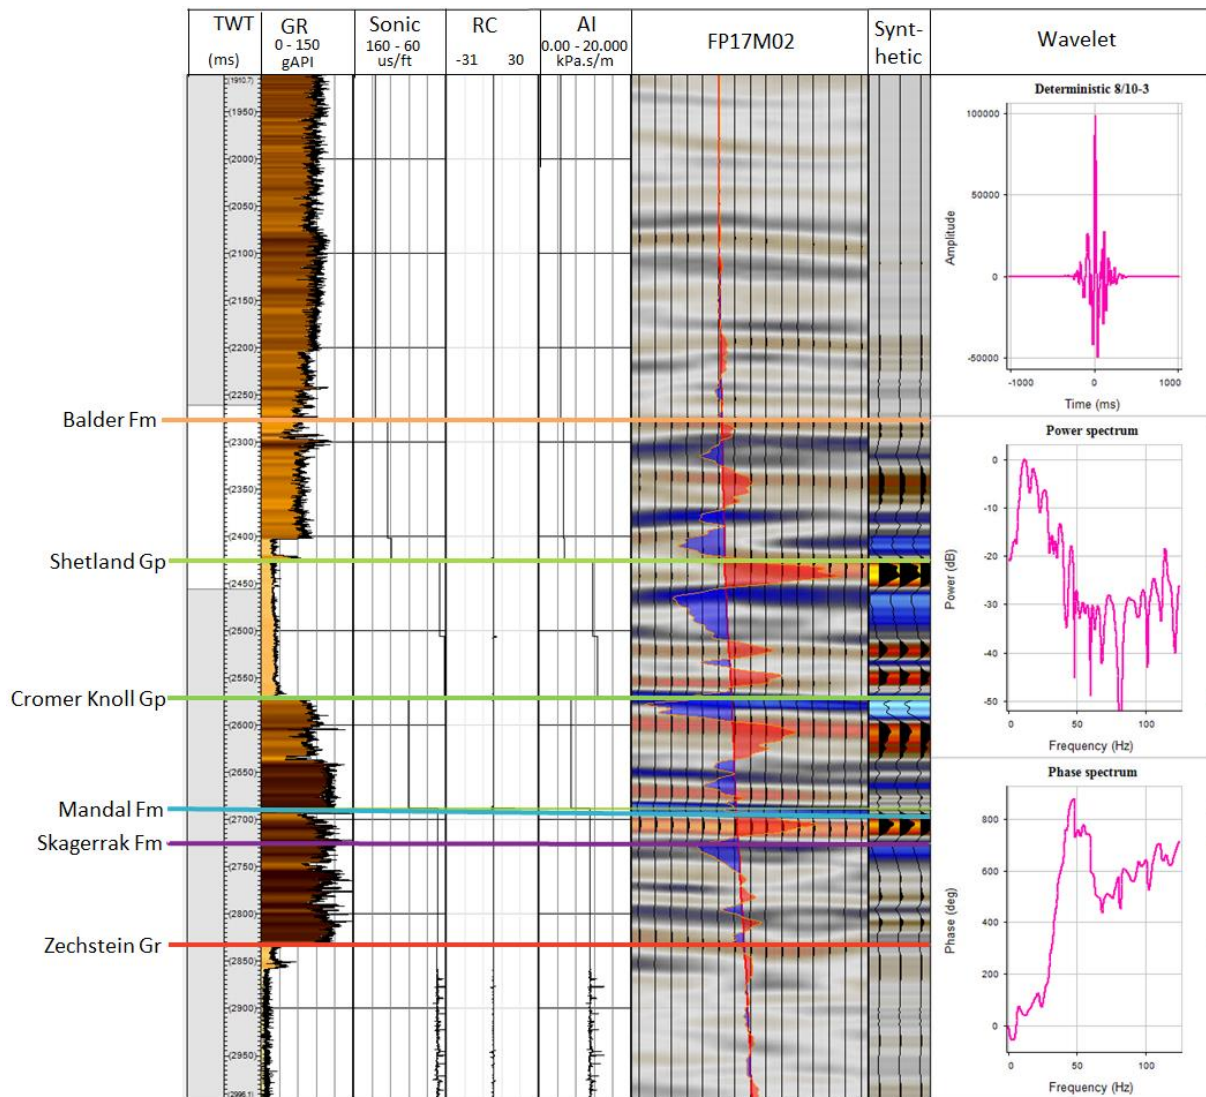 TWT
(ms)
GR
0 - 150
gAPI
Sonic
160 - 60
us/ft
RC
-31 30
AI
0.00 - 20.000
kPa.s/m
FP17M02
Synt-
hetic
Wavelet
(1910.7)
(1950)
(2000)
(2050)
(2100)
(2150)
(2200)
(2250)
(2300)
(2350)
(2400)
(2450)
(2500)
(2550)
(2600)
(2650)
(2700)
(2750)
(2800)
(2850)
(2900)
(2950)
(2995.1)
Balder Fm
Shetland Gp
Cromer Knoll Gp
Mandal Fm
Skagerrak Fm
Zechstein Gr
Deterministic 8/10-3
Amplitude
100000
50000
0
-50000
-1000 0 1000
Time (ms)
Power spectrum
Power (dB)
0
-10
-20
-30
-40
-50
0 50 100
Frequency (Hz)
Phase spectrum
Phase (deg)
800
600
400
200
0
0 50 100
Frequency (Hz)